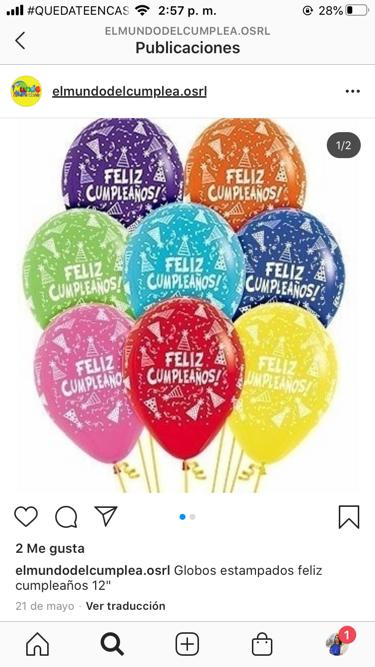 #QUEDATEENCAS 2:57 p. m. 28%
ELMUNDODELCUMPLEA.OSRL
Publicaciones
elmundodelcumplea.osrl
1/2
FELIZ
CUMPLEAÑOS!
FELIZ
CUMPLEAÑOS!
FELIZ
CUMPLEAÑOS!
FELIZ
CUMPLEAÑOS!
FELIZ
CUMPLEAÑOS!
FELIZ
CUMPLEAÑO
FELIZ
CUMPLEAÑOS!
FELIZ
UMPLEAÑOS!
2 Me gusta
elmundodelcumplea.osrl Globos estampados feliz
cumpleaños 12"
21 de mayo · Ver traducción
1